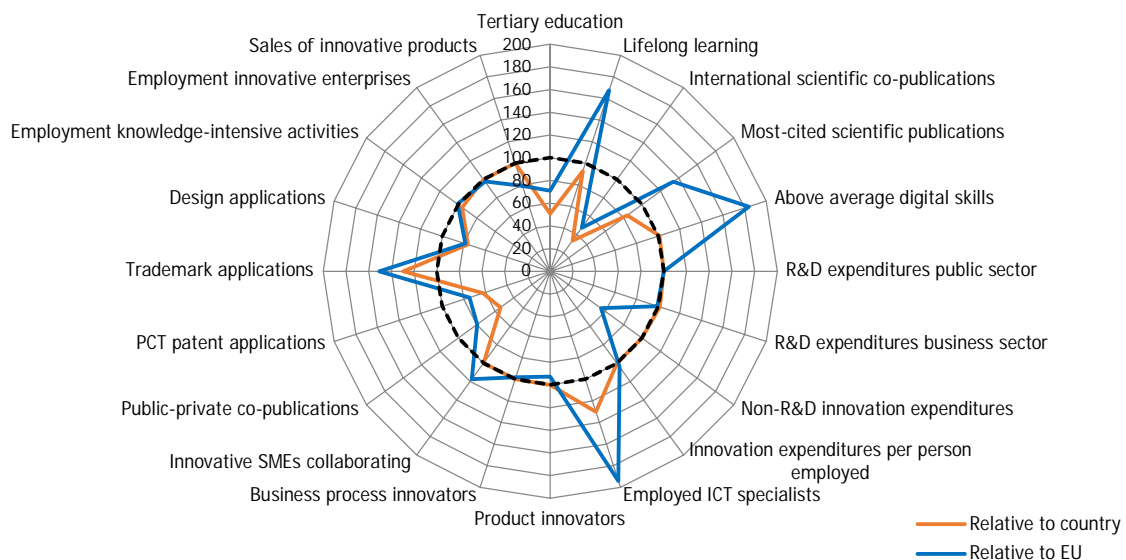 Tertiary education
Sales of innovative products
Lifelong learning
Employment innovative enterprises
International scientific co-publications
Employment knowledge-intensive activities
Most-cited scientific publications
Design applications
Above average digital skills
Trademark applications
R&D expenditures public sector
PCT patent applications
R&D expenditures business sector
Public-private co-publications
Non-R&D innovation expenditures
Innovative SMEs collaborating
Innovation expenditures per person
employed
Business process innovators
Employed ICT specialists
Product innovators
200
180
160
140
120
100
80
60
40
20
0
Relative to country
Relative to EU